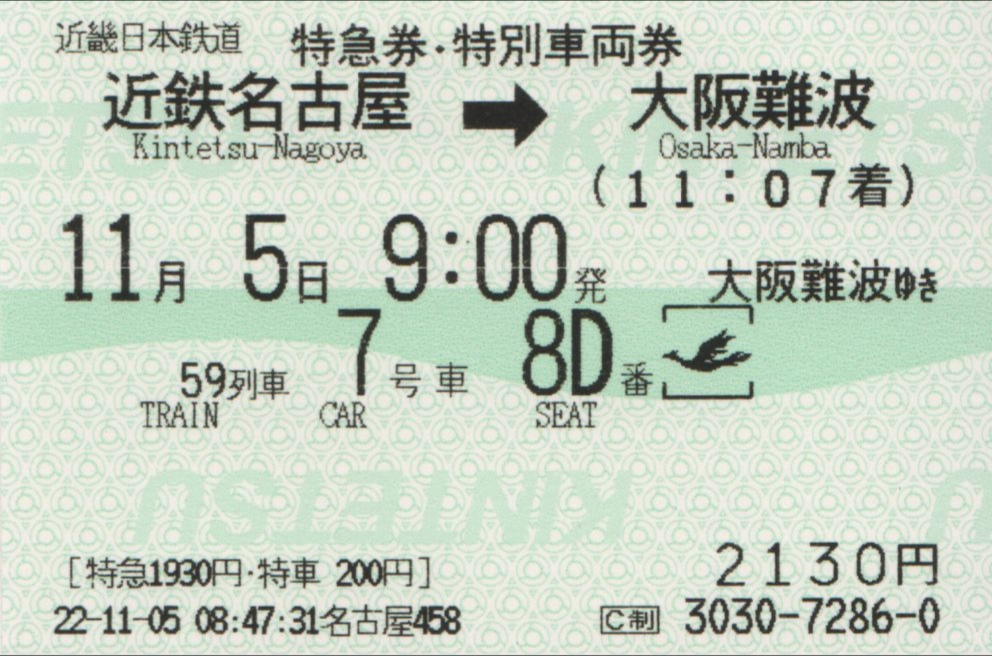 近畿日本鉄道 特急券・特別車両券
近鉄名古屋 ➡ 大阪難波
Kintetsu-Nagoya Osaka-Namba
(11:07着)
11月 5日 9:00発 大阪難波ゆき
59列車 7号車 8D番
TRAIN CAR SEAT
KINTETSU
[特急1930円・特車 200円] 2130円
22-11-05 08:47:31名古屋458 C制 3030-7286-0